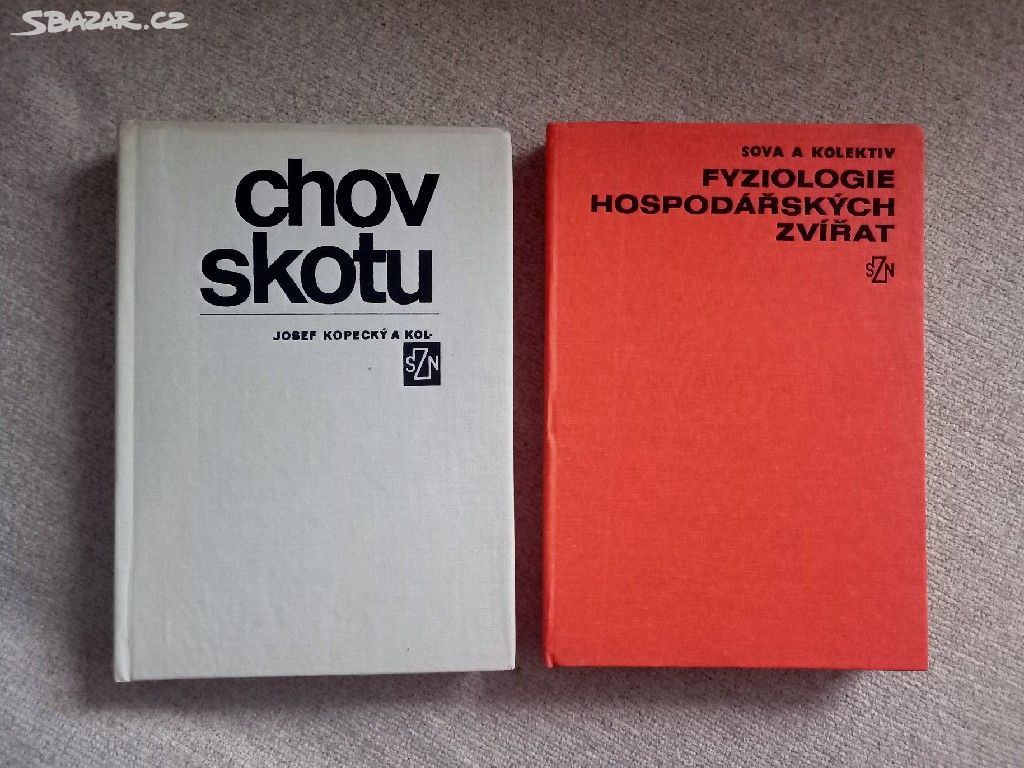 SBAZAR.CZ
chov
skotu
JOSEF KOPECKÝ A KOL·
SZN
SOVA A KOLEKTIV
FYZIOLOGIE
HOSPODÁŘSKÝCH
ZVÍŘAT
SZN